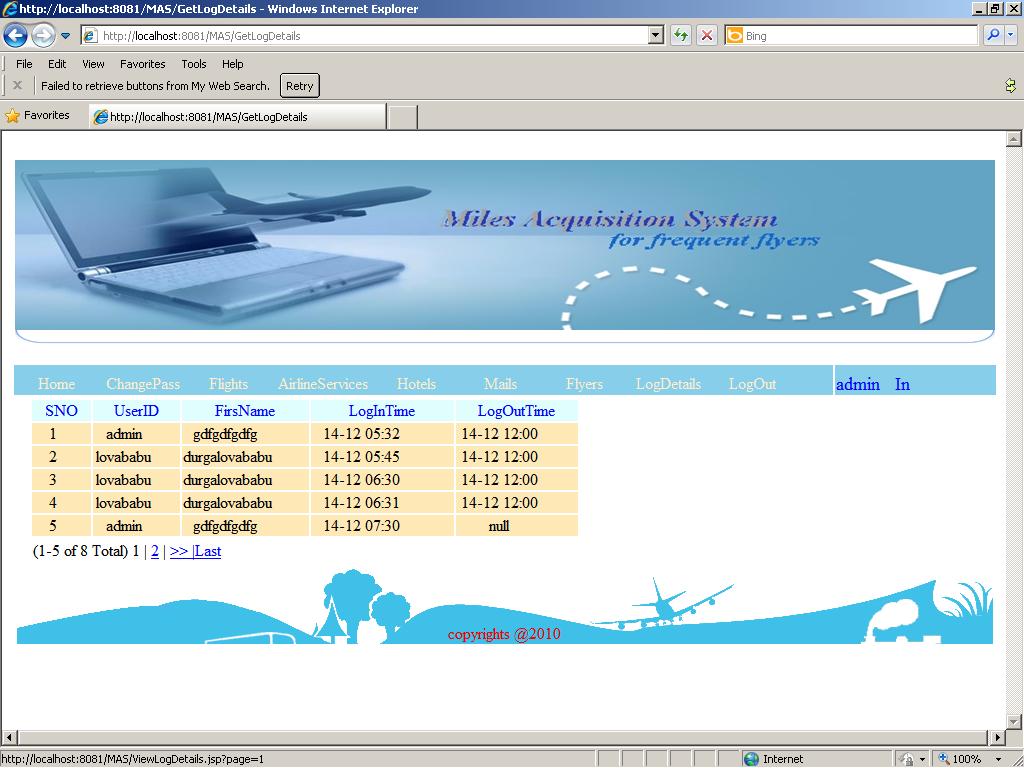 http://localhost:8081/MAS/GetLogDetails - Windows Internet Explorer
http://localhost:8081/MAS/GetLogDetails Bing
File Edit View Favorites Tools Help
Failed to retrieve buttons from My Web Search. Retry
Favorites http://localhost:8081/MAS/GetLogDetails
Miles Acquisition System
for frequent flyers
Home ChangePass Flights AirlineServices Hotels Mails Flyers LogDetails LogOut admin In
SNO UserID FirsName LogInTime LogOutTime
1 admin gdfgdfgdfg 14-12 05:32 14-12 12:00
2 lovababu durgalovababu 14-12 05:45 14-12 12:00
3 lovababu durgalovababu 14-12 06:30 14-12 12:00
4 lovababu durgalovababu 14-12 06:31 14-12 12:00
5 admin gdfgdfgdfg 14-12 07:30 null
(1-5 of 8 Total) 1 | 2 | >> |Last
copyrights @2010
http://localhost:8081/MAS/ViewLogDetails.jsp?page=1 Internet 100%